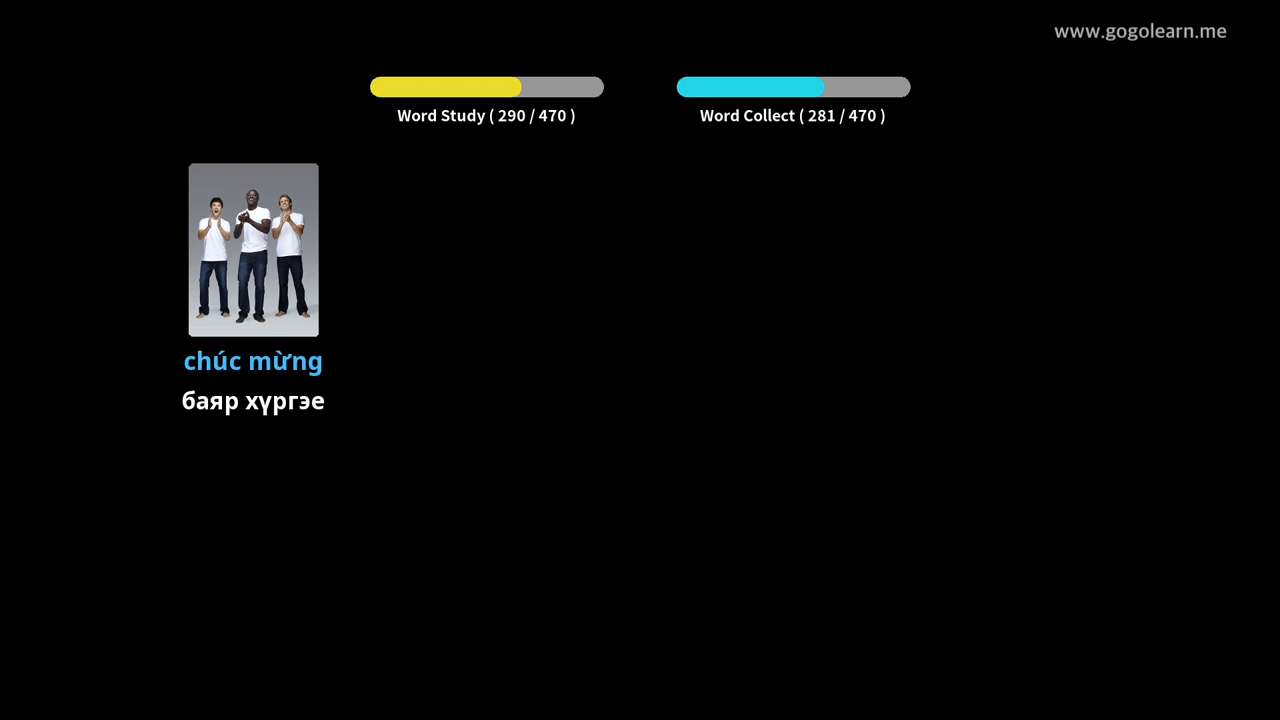 www.gogolearn.me
Word Study ( 290 / 470 )
Word Collect ( 281 / 470 )
chúc mừng
баяр хүргэе